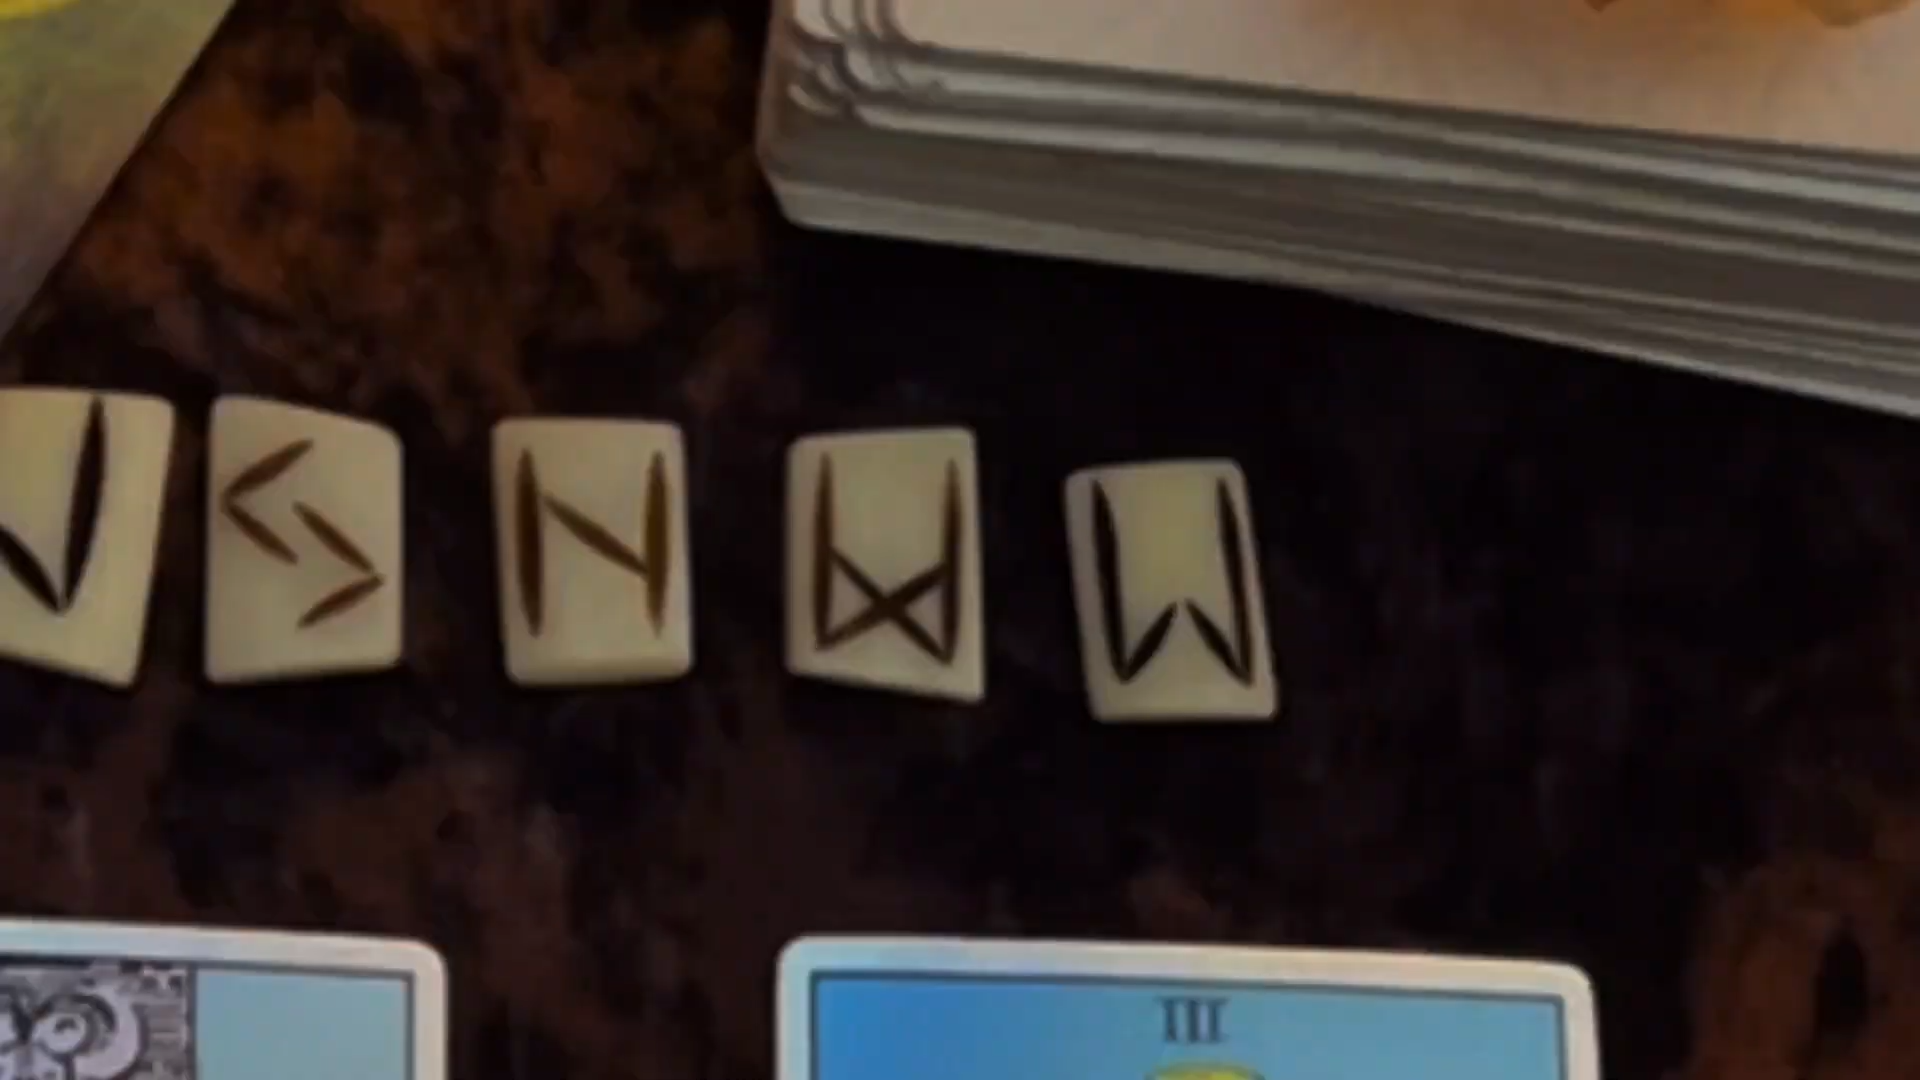 ᛃ ᚺ ᛗ ᛖ
III